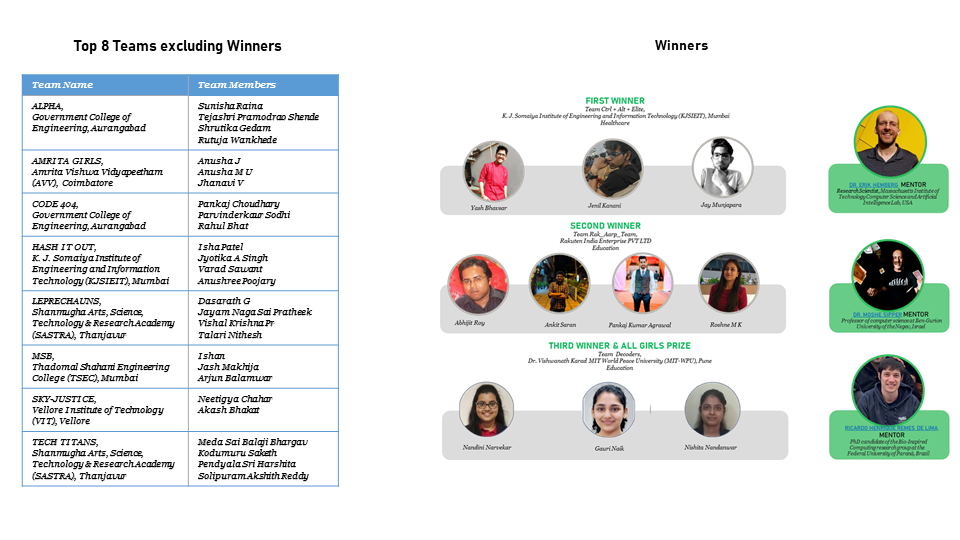 Top 8 Teams excluding Winners
Team Name
Team Members
ALPHA,
Government College of
Engineering, Aurangabad
Sunisha Raina
Tejashri Pramodrao Shende
Shrutika Gedam
Rutuja Wankhede
AMRITA GIRLS,
Amrita Vishwa Vidyapeetham
(AVV), Coimbatore
Anusha J
Anusha M U
Jhanavi V
CODE 404,
Government College of
Engineering, Aurangabad
Pankaj Choudhary
Parvinderkaur Sodhi
Rahul Bhat
HASH IT OUT,
K. J. Somaiya Institute of
Engineering and Information
Technology (KJSIEIT), Mumbai
Isha Patel
Jyotika A Singh
Varad Sawant
Anushree Poojary
LEPRECHAUNS,
Shanmugha Arts, Science,
Technology & Research Academy
(SASTRA), Thanjavur
Dasarath G
Jayam Naga Sai Pratheek
Vishal Krishna Pr
Talari Nithesh
MSB,
Thadomal Shahani Engineering
College (TSEC), Mumbai
Ishan
Jash Makhija
Arjun Balamwar
SKY-JUSTICE,
Vellore Institute of Technology
(VIT), Vellore
Neetigya Chahar
Akash Bhakat
TECH TITANS,
Shanmugha Arts, Science,
Technology & Research Academy
(SASTRA), Thanjavur
Meda Sai Balaji Bhargav
Kodumuru Saketh
Pendyala Sri Harshita
Solipuram Akshith Reddy
Winners
FIRST WINNER
Team Ctrl + Alt + Elite,
K. J. Somaiya Institute of Engineering and Information Technology (KJSIEIT), Mumbai
Healthcare
Yash Bhavsar
Jenil Kanani
Jay Munjapara
SECOND WINNER
Team Rak_Aarp_Team,
Rakuten India Enterprise PVT LTD
Education
Abhijit Roy
Ankit Saran
Pankaj Kumar Agrawal
Roshne M K
THIRD WINNER & ALL GIRLS PRIZE
Team Decoders,
Dr. Vishwanath Karad MIT World Peace University (MIT-WPU), Pune
Education
Nandini Narvekar
Gauri Naik
Nishita Nandanwar
DR. ERIK HEMBERG MENTOR
Research Scientist, Massachusetts Institute of
Technology Computer Science and Artificial
Intelligence Lab, USA
DR. MOSHE SIPPER MENTOR
Professor of computer science at Ben-Gurion
University of the Negev, Israel
RICARDO HENRIQUE REMES DE LIMA
MENTOR
PhD candidate of the Bio-Inspired
Computing research group at the
Federal University of Paraná, Brazil